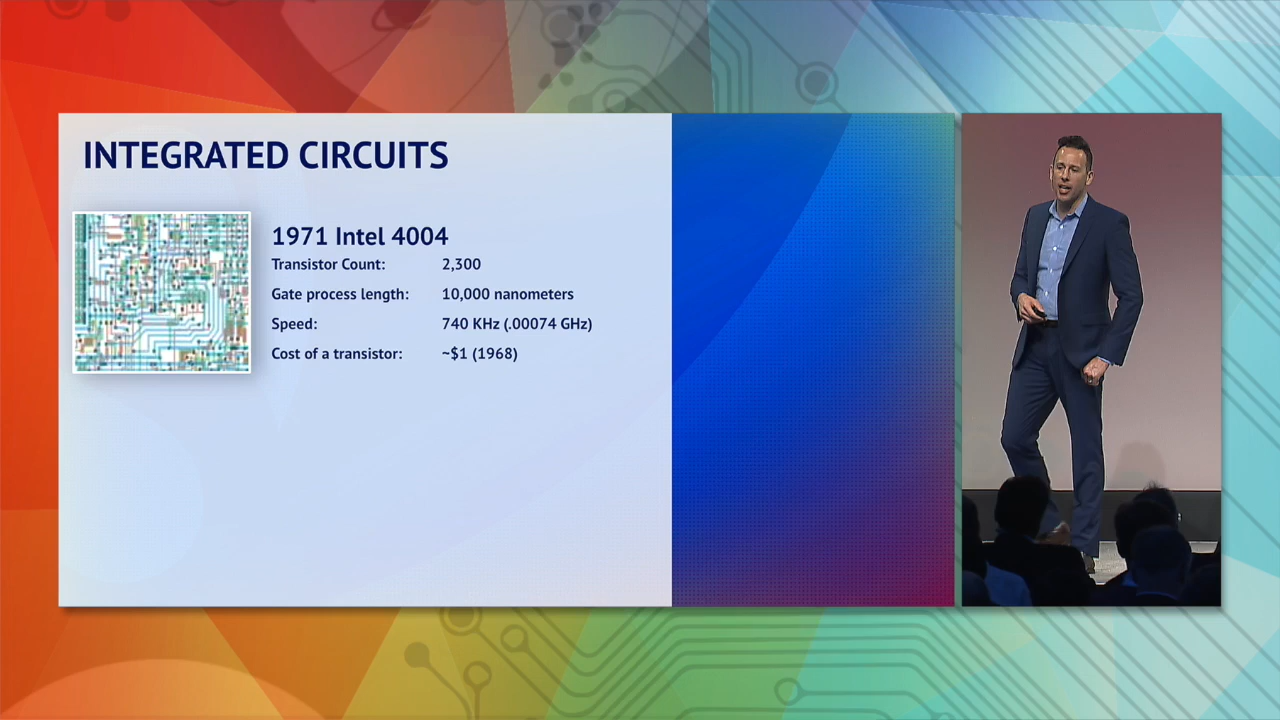 INTEGRATED CIRCUITS
1971 Intel 4004
Transistor Count: 2,300
Gate process length: 10,000 nanometers
Speed: 740 KHz (.00074 GHz)
Cost of a transistor: ~$1 (1968)